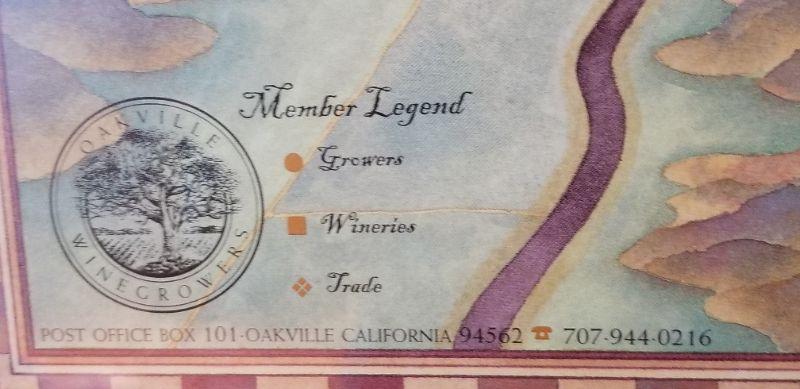 Member Legend
Growers
Wineries
Trade
OAKVILLE
WINEGROWERS
POST OFFICE BOX 101·OAKVILLE CALIFORNIA 94562 ☎ 707·944·0216